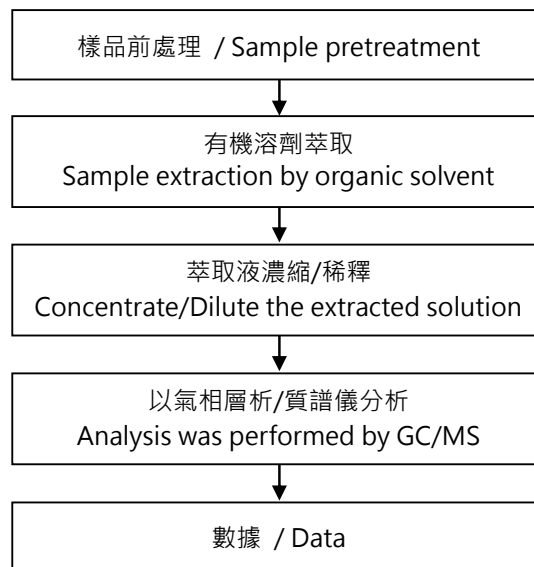 樣品前處理 / Sample pretreatment
有機溶劑萃取
Sample extraction by organic solvent
萃取液濃縮/稀釋
Concentrate/Dilute the extracted solution
以氣相層析/質譜儀分析
Analysis was performed by GC/MS
數據 / Data